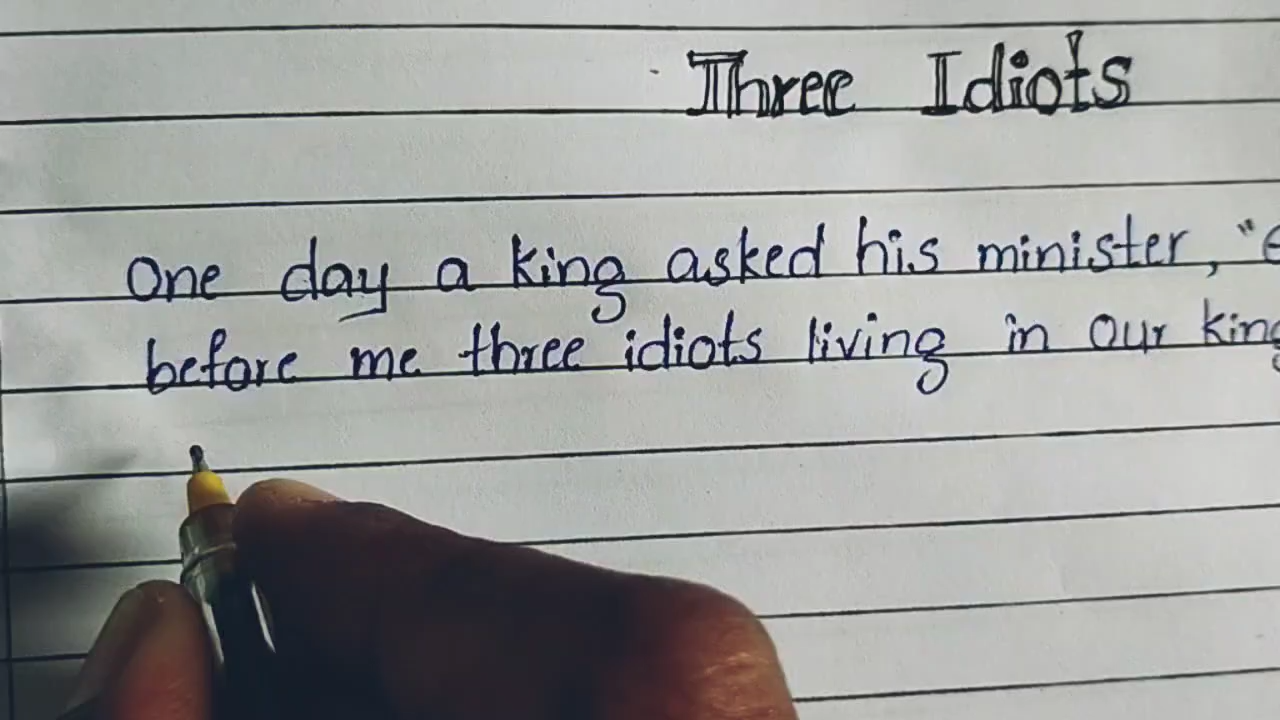 Three Idiots
One day a king asked his minister, "
before me three idiots living in our